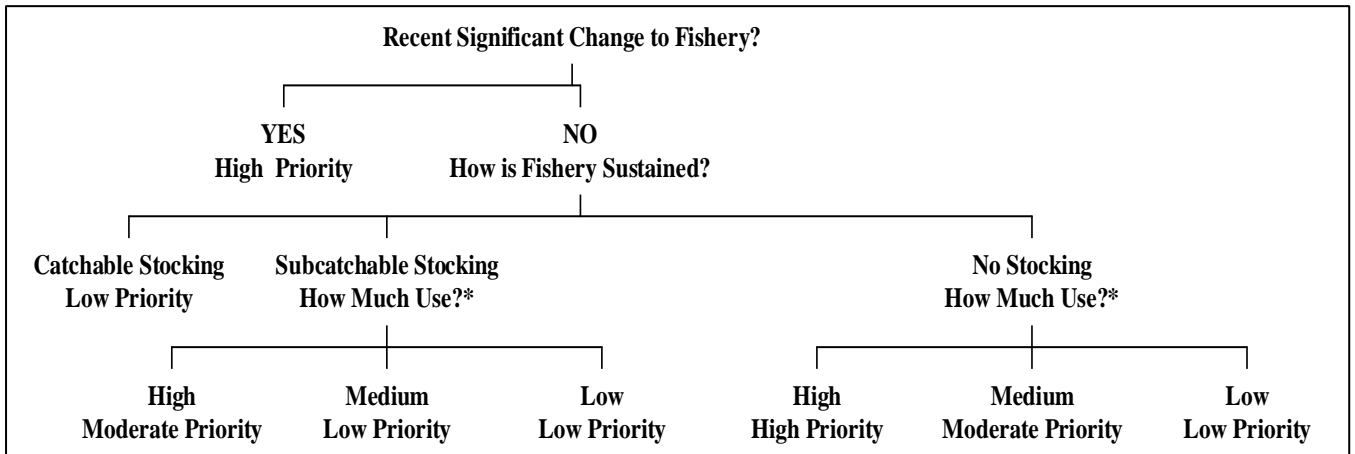 Recent Significant Change to Fishery?
YES
High Priority
NO
How is Fishery Sustained?
Catchable Stocking
Low Priority
Subcatchable Stocking
How Much Use?*
No Stocking
How Much Use?*
High
Moderate Priority
Medium
Low Priority
Low
Low Priority
High
High Priority
Medium
Moderate Priority
Low
Low Priority